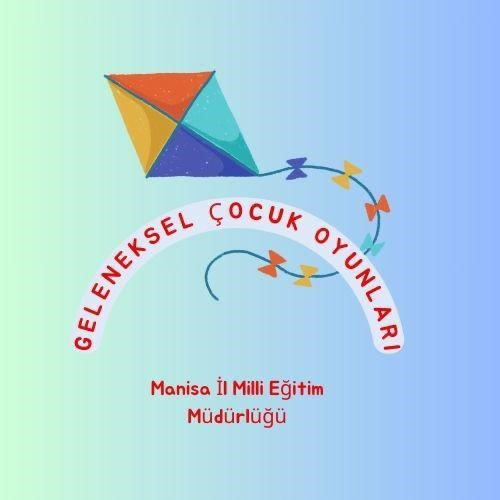 GELENEKSEL ÇOCUK OYUNLARI
Manisa İl Milli Eğitim
Müdürlüğü